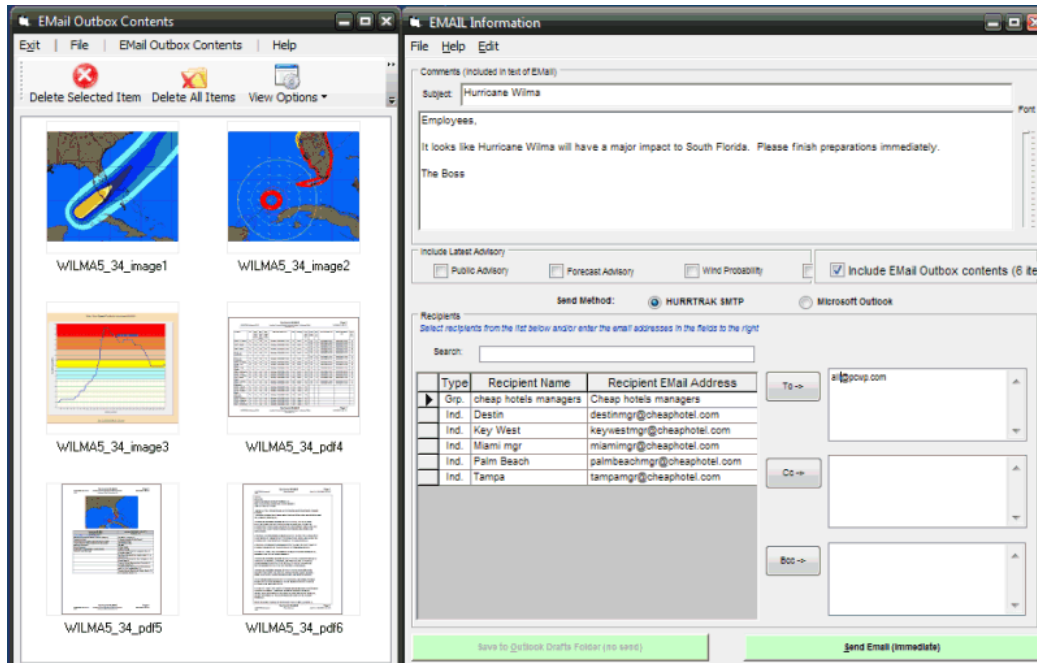 EMail Outbox Contents
Exit | File | EMail Outbox Contents | Help
Delete Selected Item Delete All Items View Options
WILMA5_34_image1 WILMA5_34_image2
WILMA5_34_image3 WILMA5_34_pdf4
WILMA5_34_pdf5 WILMA5_34_pdf6
EMAIL Information
File Help Edit
Comments (Included in text of EMail)
Subject: Hurricane Wilma
Font
Employees,
It looks like Hurricane Wilma will have a major impact to South Florida. Please finish preparations immediately.
The Boss
Include Latest Advisory
Public Advisory Forecast Advisory Wind Probability
Include EMail Outbox contents (6 ite
Send Method: HURRTRAK SMTP Microsoft Outlook
Recipients
Select recipients from the list below and/or enter the email addresses in the fields to the right
Search:
Type Recipient Name Recipient EMail Address
Grp. cheap hotels managers Cheap hotels managers
Ind. Destin destinmgr@cheaphotel.com
Ind. Key West keywestmgr@cheaphotel.com
Ind. Miami mgr miamimgr@cheaphotel.com
Ind. Palm Beach palmbeachmgr@cheaphotel.com
Ind. Tampa tampamgr@cheaphotel.com
To ->
Cc ->
Bcc ->
Save to Outlook Drafts Folder (no send)
Send Email (Immediate)